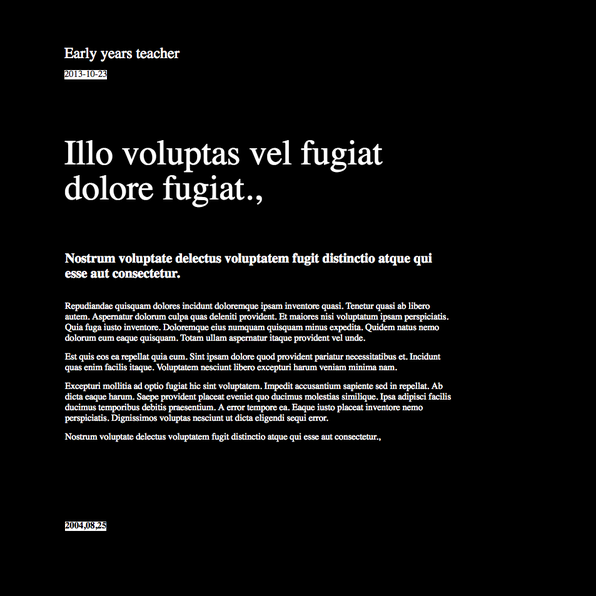 Early years teacher
2013-10-23
Illo voluptas vel fugiat
dolore fugiat.,
Nostrum voluptate delectus voluptatem fugit distinctio atque qui
esse aut consectetur.
Repudiandae quisquam dolores incidunt doloremque ipsam inventore quasi. Tenetur quasi ab libero
autem. Aspernatur dolorum culpa quas deleniti provident. Et maiores nisi voluptatum ipsam perspiciatis.
Quia fuga iusto inventore. Doloremque eius numquam quisquam minus expedita. Quidem natus nemo
dolorum eum eaque quisquam. Totam ullam aspernatur itaque provident vel unde.
Est quis eos ea repellat quia eum. Sint ipsam dolore quod provident pariatur necessitatibus et. Incidunt
quas enim facilis itaque. Voluptatem nesciunt libero excepturi harum veniam minima nam.
Excepturi mollitia ad optio fugiat hic sint voluptatem. Impedit accusantium sapiente sed in repellat. Ab
dicta eaque harum. Saepe provident placeat eveniet quo ducimus molestias similique. Ipsa adipisci facilis
ducimus temporibus debitis praesentium. A error tempore ea. Eaque iusto placeat inventore nemo
perspiciatis. Dignissimos voluptas nesciunt ut dicta eligendi sequi error.
Nostrum voluptate delectus voluptatem fugit distinctio atque qui esse aut consectetur.,
2004,08,25